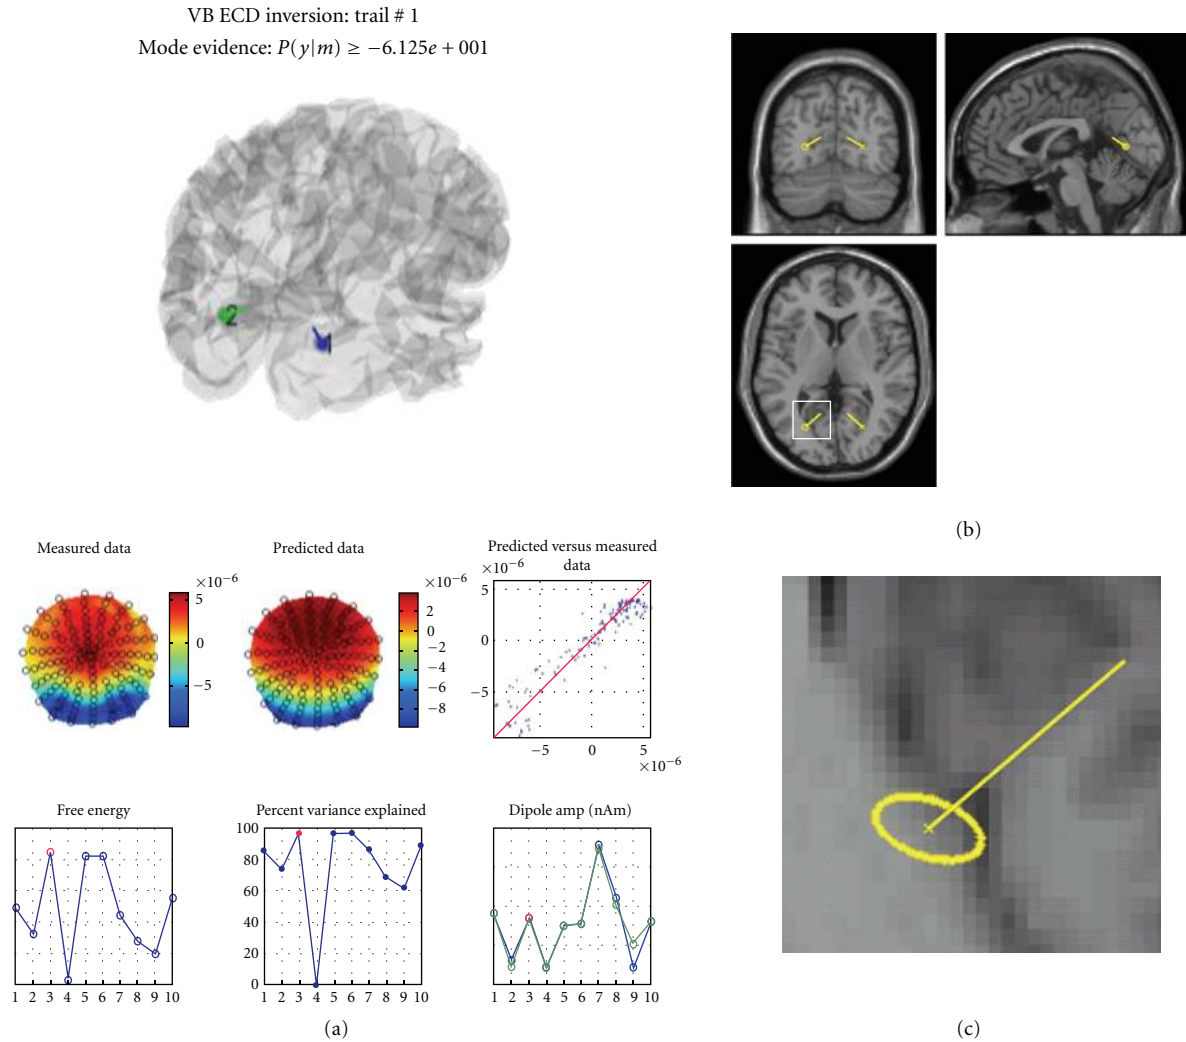 VB ECD inversion: trail # 1
Mode evidence: P(y|m) ≥ −6.125e + 001
2
1
(b)
Measured data
×10−6
5
0
−5
Predicted data
×10−6
2
0
−2
−4
−6
−8
Predicted versus measured
data
×10−6
5
0
−5
−5 0 5
×10−6
Free energy
1 2 3 4 5 6 7 8 9 10
Percent variance explained
100
80
60
40
20
0
1 2 3 4 5 6 7 8 9 10
Dipole amp (nAm)
1 2 3 4 5 6 7 8 9 10
(a)
(c)